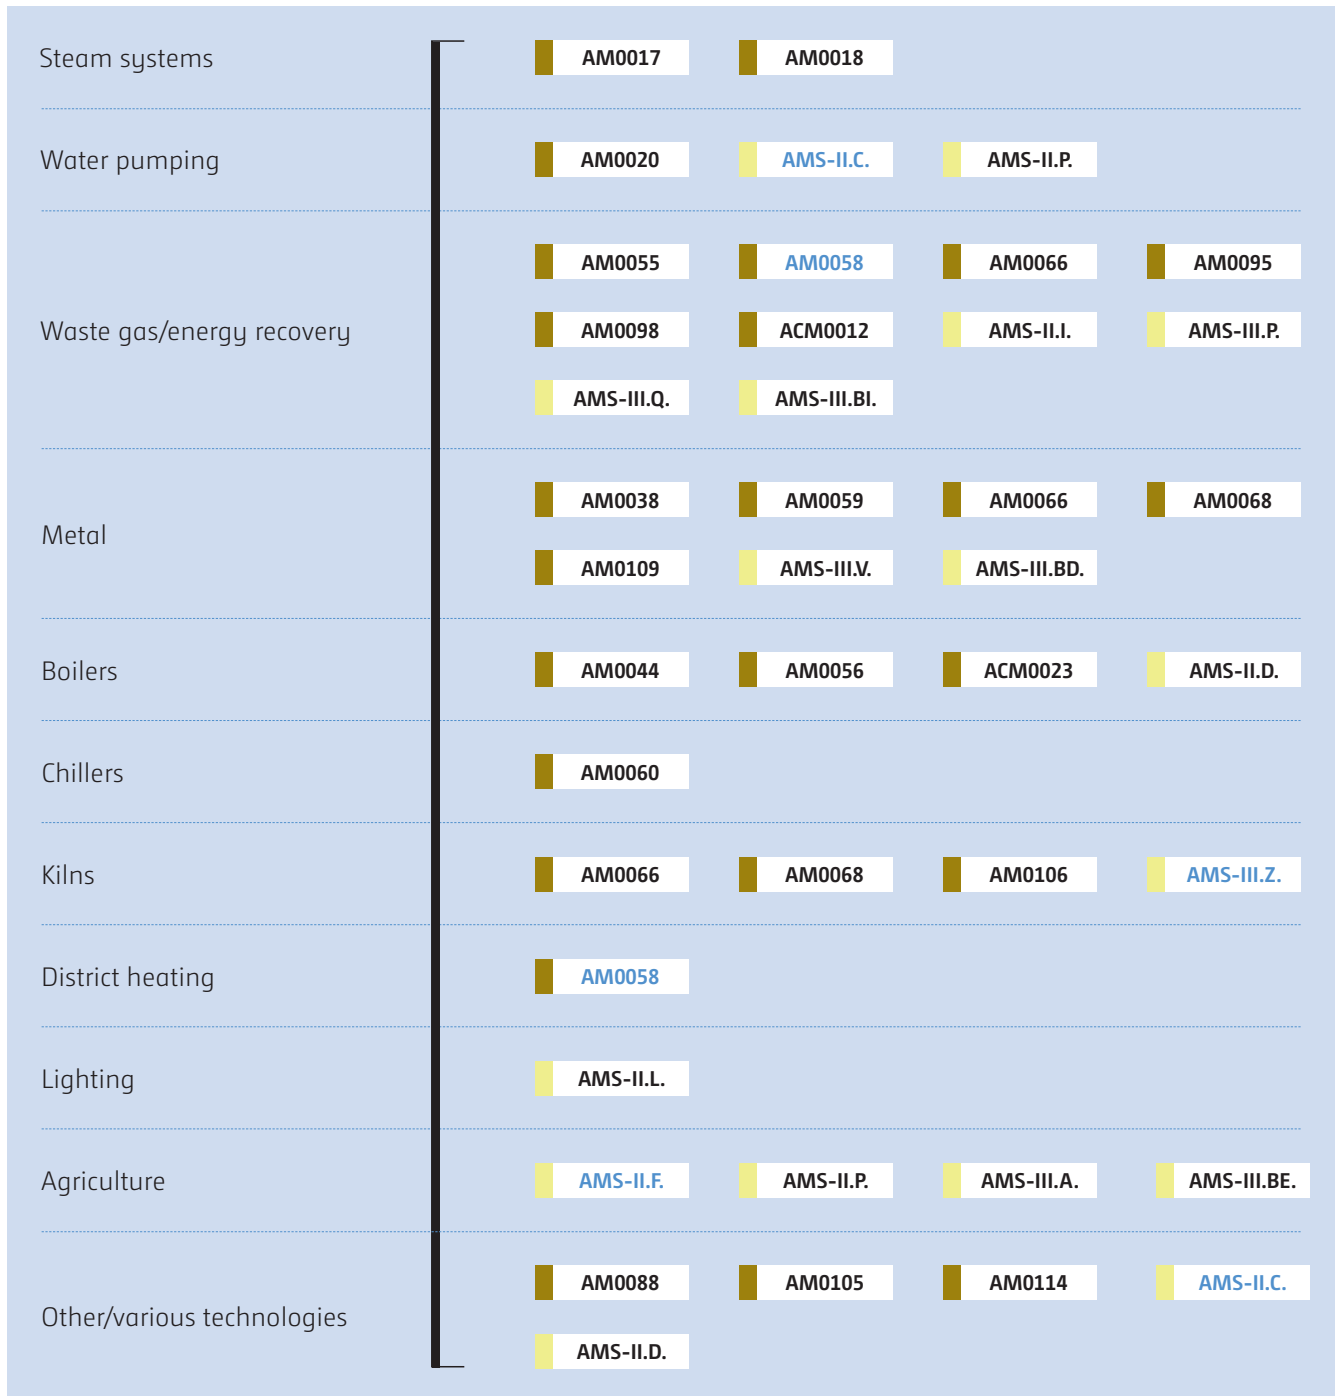 Steam systems AM0017 AM0018
Water pumping AM0020 AMS-II.C. AMS-II.P.
AM0055 AM0058 AM0066 AM0095
Waste gas/energy recovery AM0098 ACM0012 AMS-II.I. AMS-III.P.
AMS-III.Q. AMS-III.BI.
Metal
AM0038 AM0059 AM0066 AM0068
AM0109 AMS-III.V. AMS-III.BD.
Boilers AM0044 AM0056 ACM0023 AMS-II.D.
Chillers AM0060
Kilns AM0066 AM0068 AM0106 AMS-III.Z.
District heating AM0058
Lighting AMS-II.L.
Agriculture AMS-II.F. AMS-II.P. AMS-III.A. AMS-III.BE.
Other/various technologies
AM0088 AM0105 AM0114 AMS-II.C.
AMS-II.D.